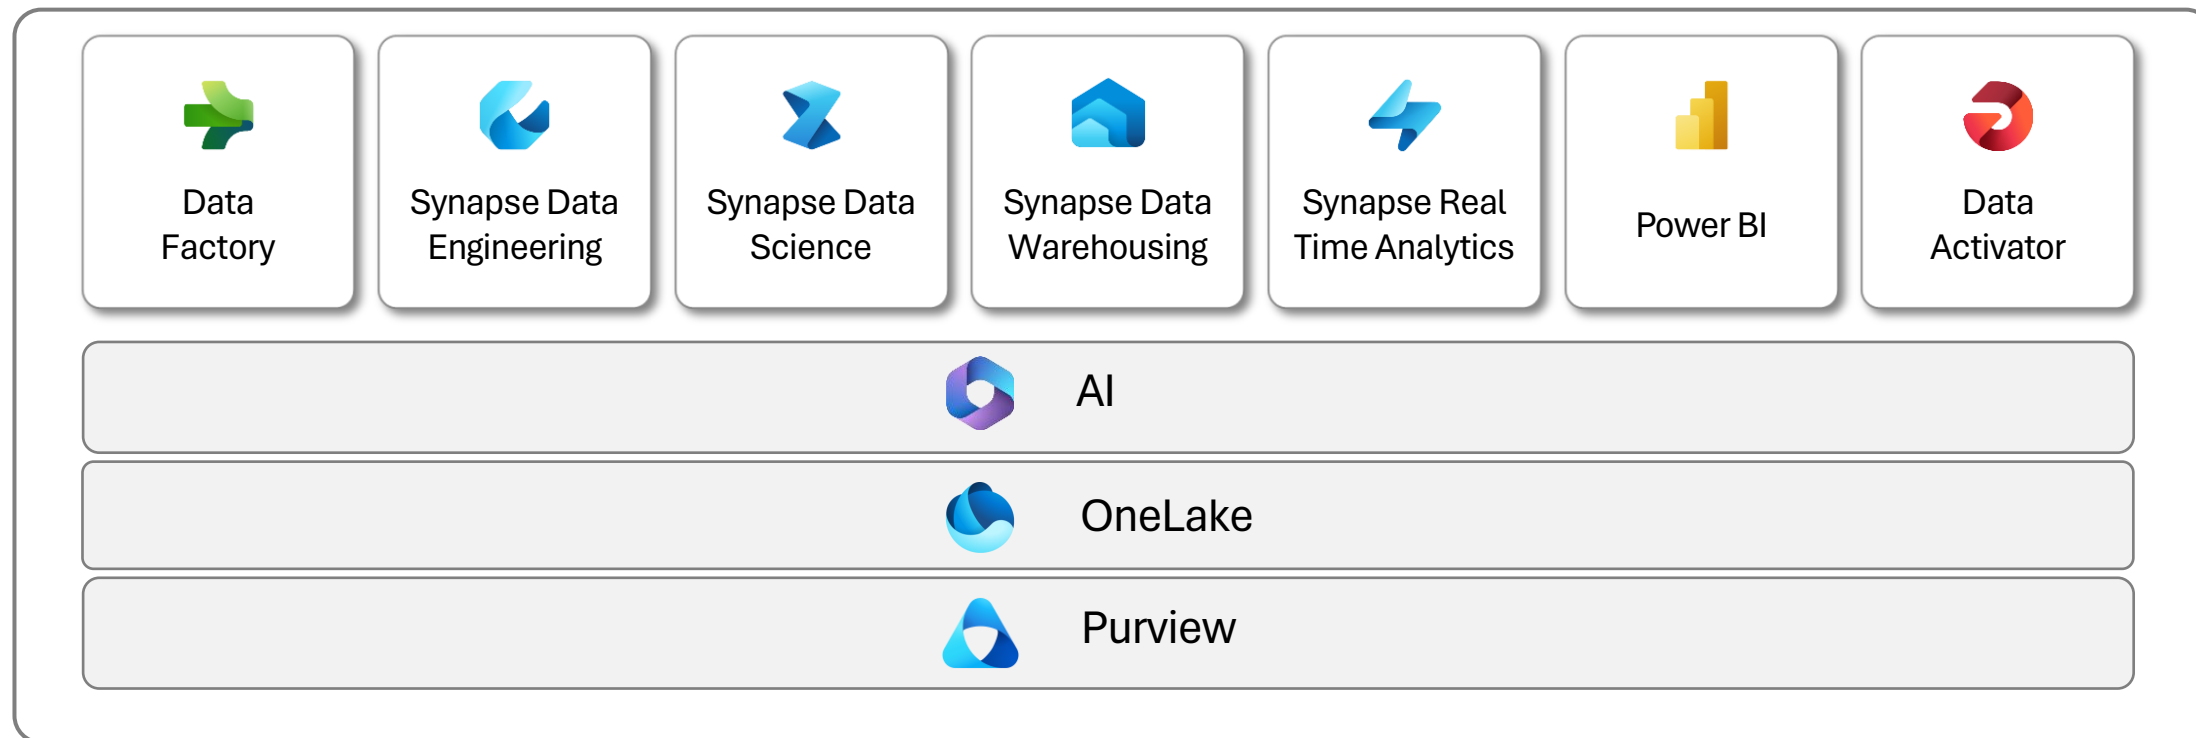 Data
Factory
Synapse Data
Engineering
Synapse Data
Science
Synapse Data
Warehousing
Synapse Real
Time Analytics
Power BI
Data
Activator
AI
OneLake
Purview